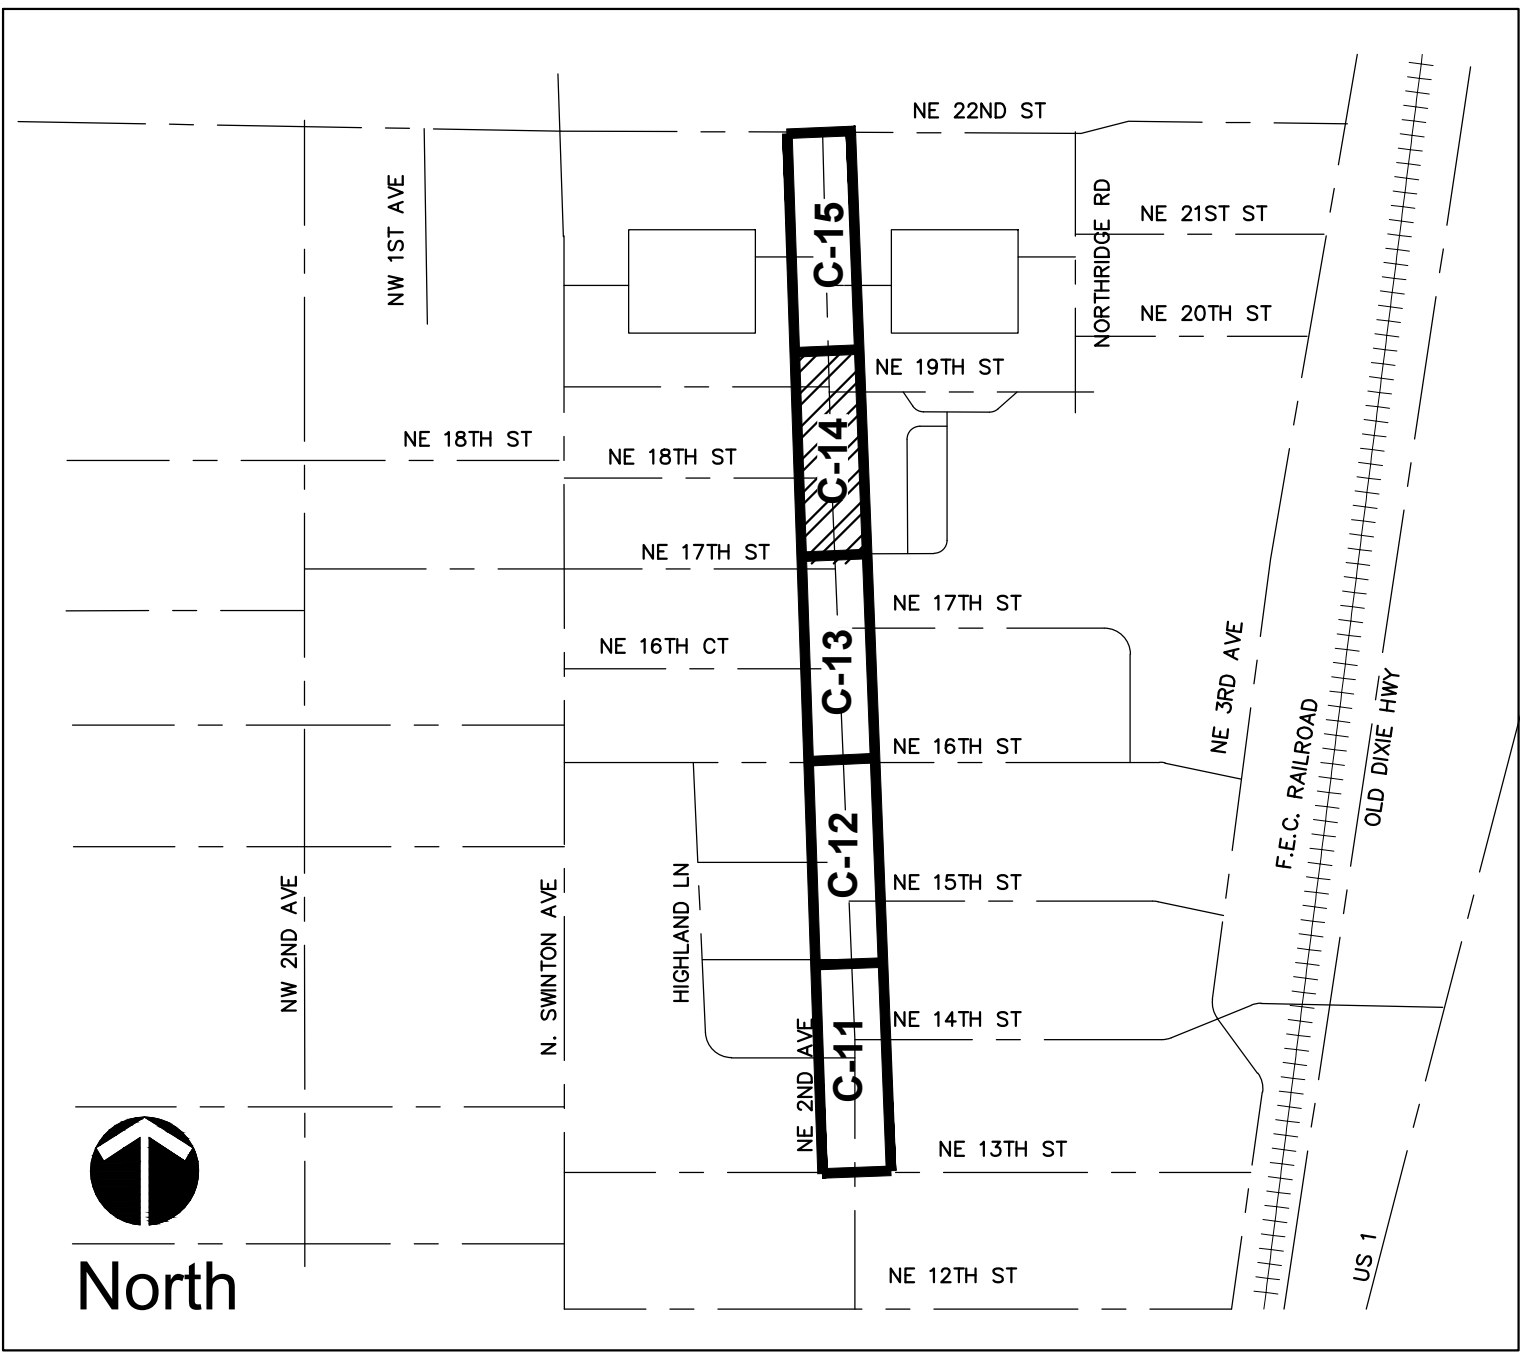 NE 22ND ST
NW 1ST AVE
C-15
NORTHRIDGE RD
NE 21ST ST
NE 20TH ST
NE 19TH ST
NE 18TH ST
NE 18TH ST
C-14
NE 17TH ST
NE 17TH ST
NE 16TH CT
C-13
NE 3RD AVE
NE 16TH ST
F.E.C. RAILROAD
OLD DIXIE HWY
C-12
NE 15TH ST
NW 2ND AVE
N. SWINTON AVE
HIGHLAND LN
NE 14TH ST
NE 2ND AVE
C-11
NE 13TH ST
US 1
NE 12TH ST
North